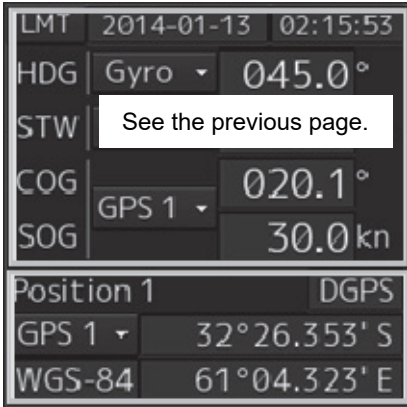 LMT 2014-01-13 02:15:53
HDG Gyro 045.0°
STW See the previous page.
COG GPS 1 020.1°
SOG 30.0 kn
Position 1 DGPS
GPS 1 32°26.353' S
WGS-84 61°04.323' E